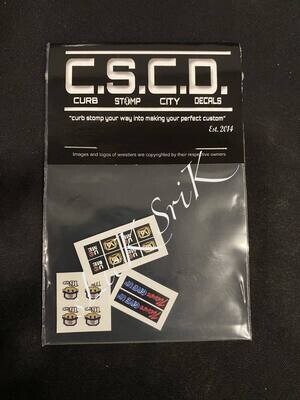 C.S.C.D.
CURB STOMP CITY DECALS
"curb stomp your way into making your perfect custom"
Est. 2014
Images and logos of wrestlers are copyrighted by their respective owners
SriK